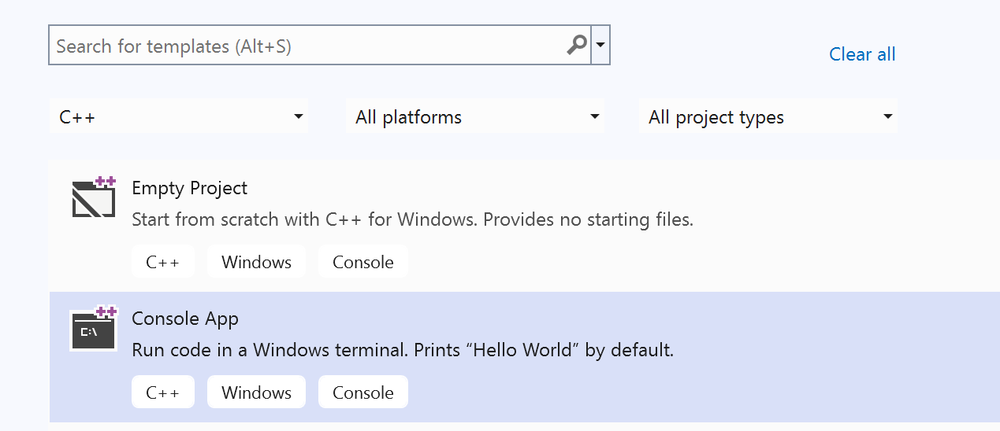 Search for templates (Alt+S)
Clear all
C++
All platforms
All project types
Empty Project
Start from scratch with C++ for Windows. Provides no starting files.
C++
Windows
Console
C:\
Console App
Run code in a Windows terminal. Prints “Hello World” by default.
C++
Windows
Console